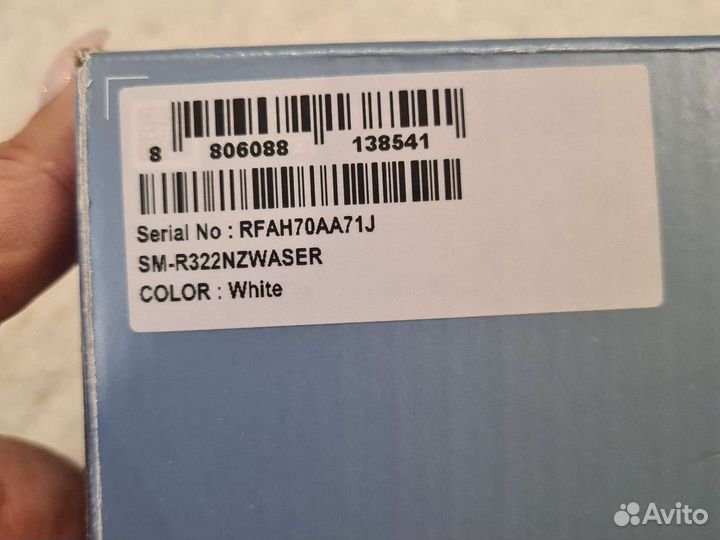 8 806088 138541
Serial No : RFAH70AA71J
SM-R322NZWASER
COLOR : White
Avito